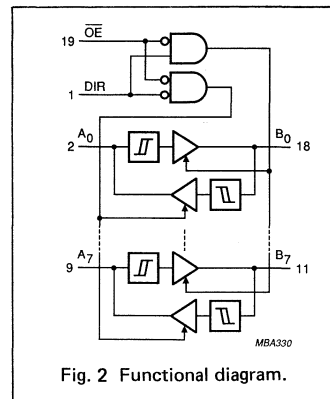 19 OE
1 DIR
A0 B0
2 18
A7 B7
9 11
MBA330
Fig. 2 Functional diagram.